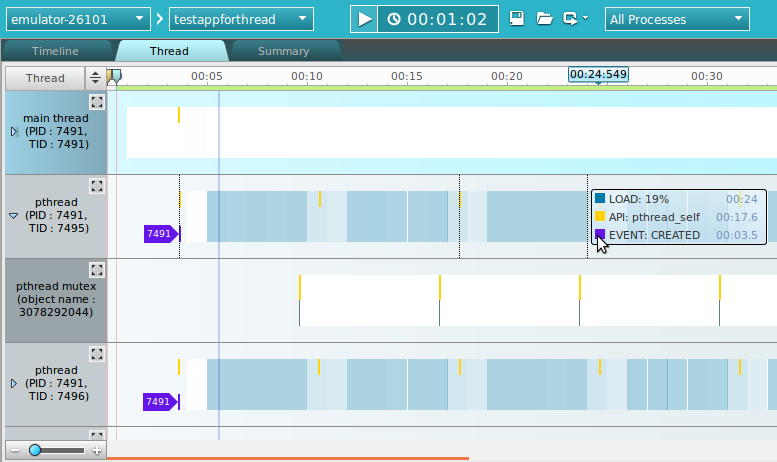 emulator-26101
testappforthread
00:01:02
All Processes
Timeline
Thread
Summary
Thread
00:05
00:10
00:15
00:20
00:24:549
00:30
main thread
(PID : 7491,
TID : 7491)
pthread
(PID : 7491,
TID : 7495)
7491
LOAD: 19% 00:24
API: pthread_self 00:17.6
EVENT: CREATED 00:03.5
pthread mutex
(object name :
3078292044)
pthread
(PID : 7491,
TID : 7496)
7491